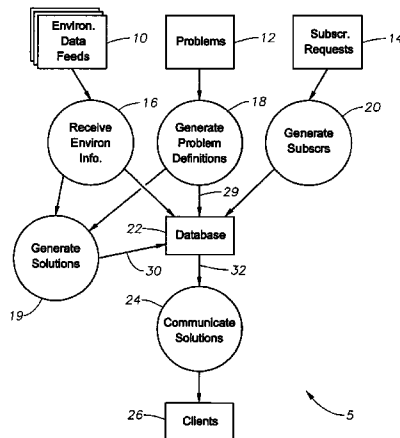 Environ.
Data
Feeds
10
Problems
12
Subscr.
Requests
14
16
Receive
Environ
Info.
18
Generate
Problem
Definitions
20
Generate
Subscrs
29
22
Database
Generate
Solutions
19
30
32
24
Communicate
Solutions
26
Clients
5